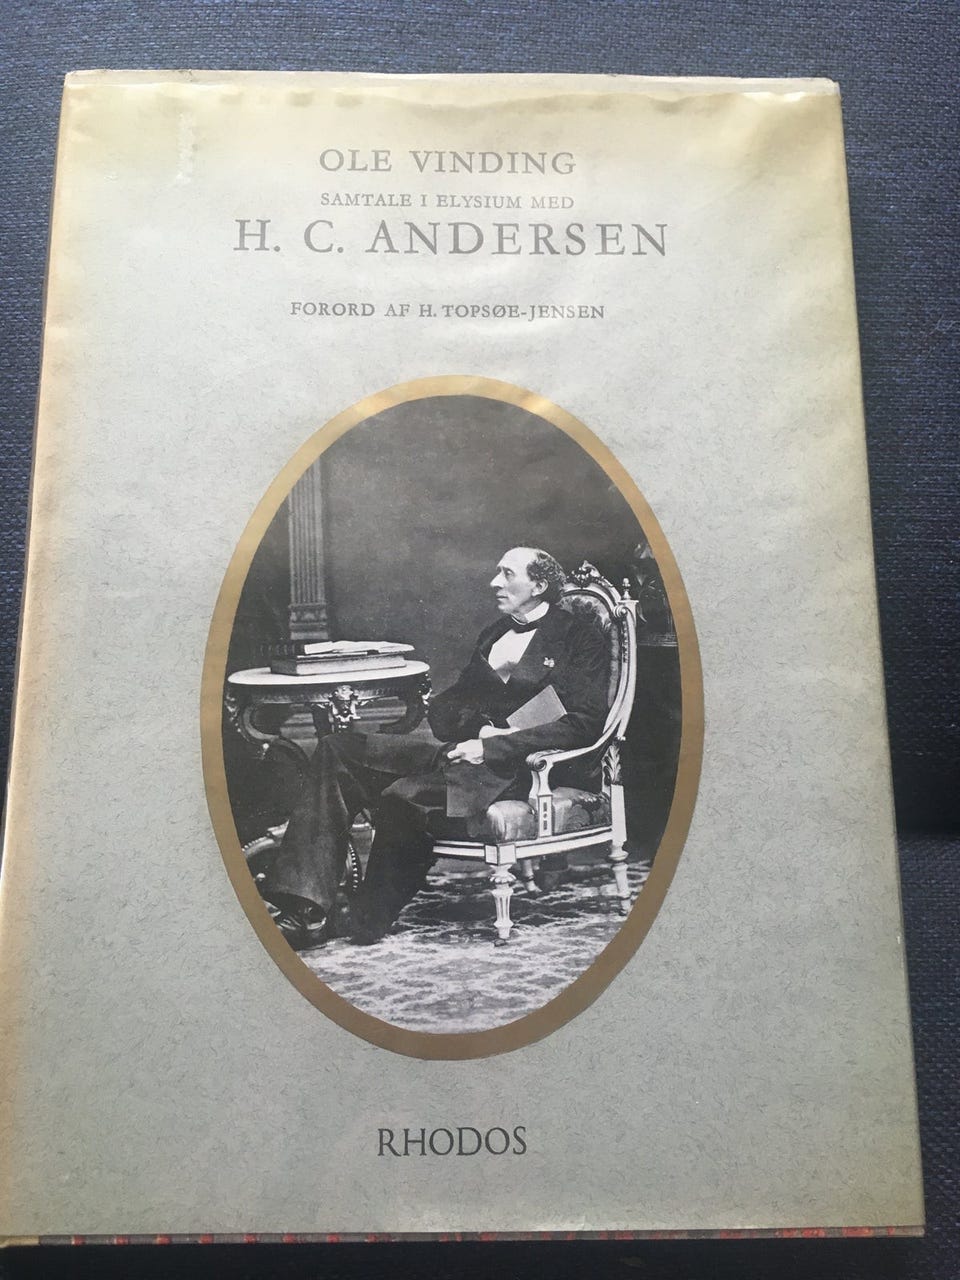 OLE VINDING
SAMTALE I ELYSIUM MED
H. C. ANDERSEN
FORORD AF H. TOPSØE-JENSEN
RHODOS